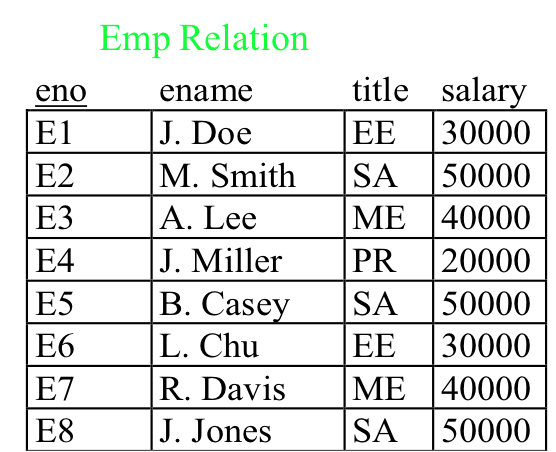 Emp Relation
eno ename title salary
E1 J. Doe EE 30000
E2 M. Smith SA 50000
E3 A. Lee ME 40000
E4 J. Miller PR 20000
E5 B. Casey SA 50000
E6 L. Chu EE 30000
E7 R. Davis ME 40000
E8 J. Jones SA 50000